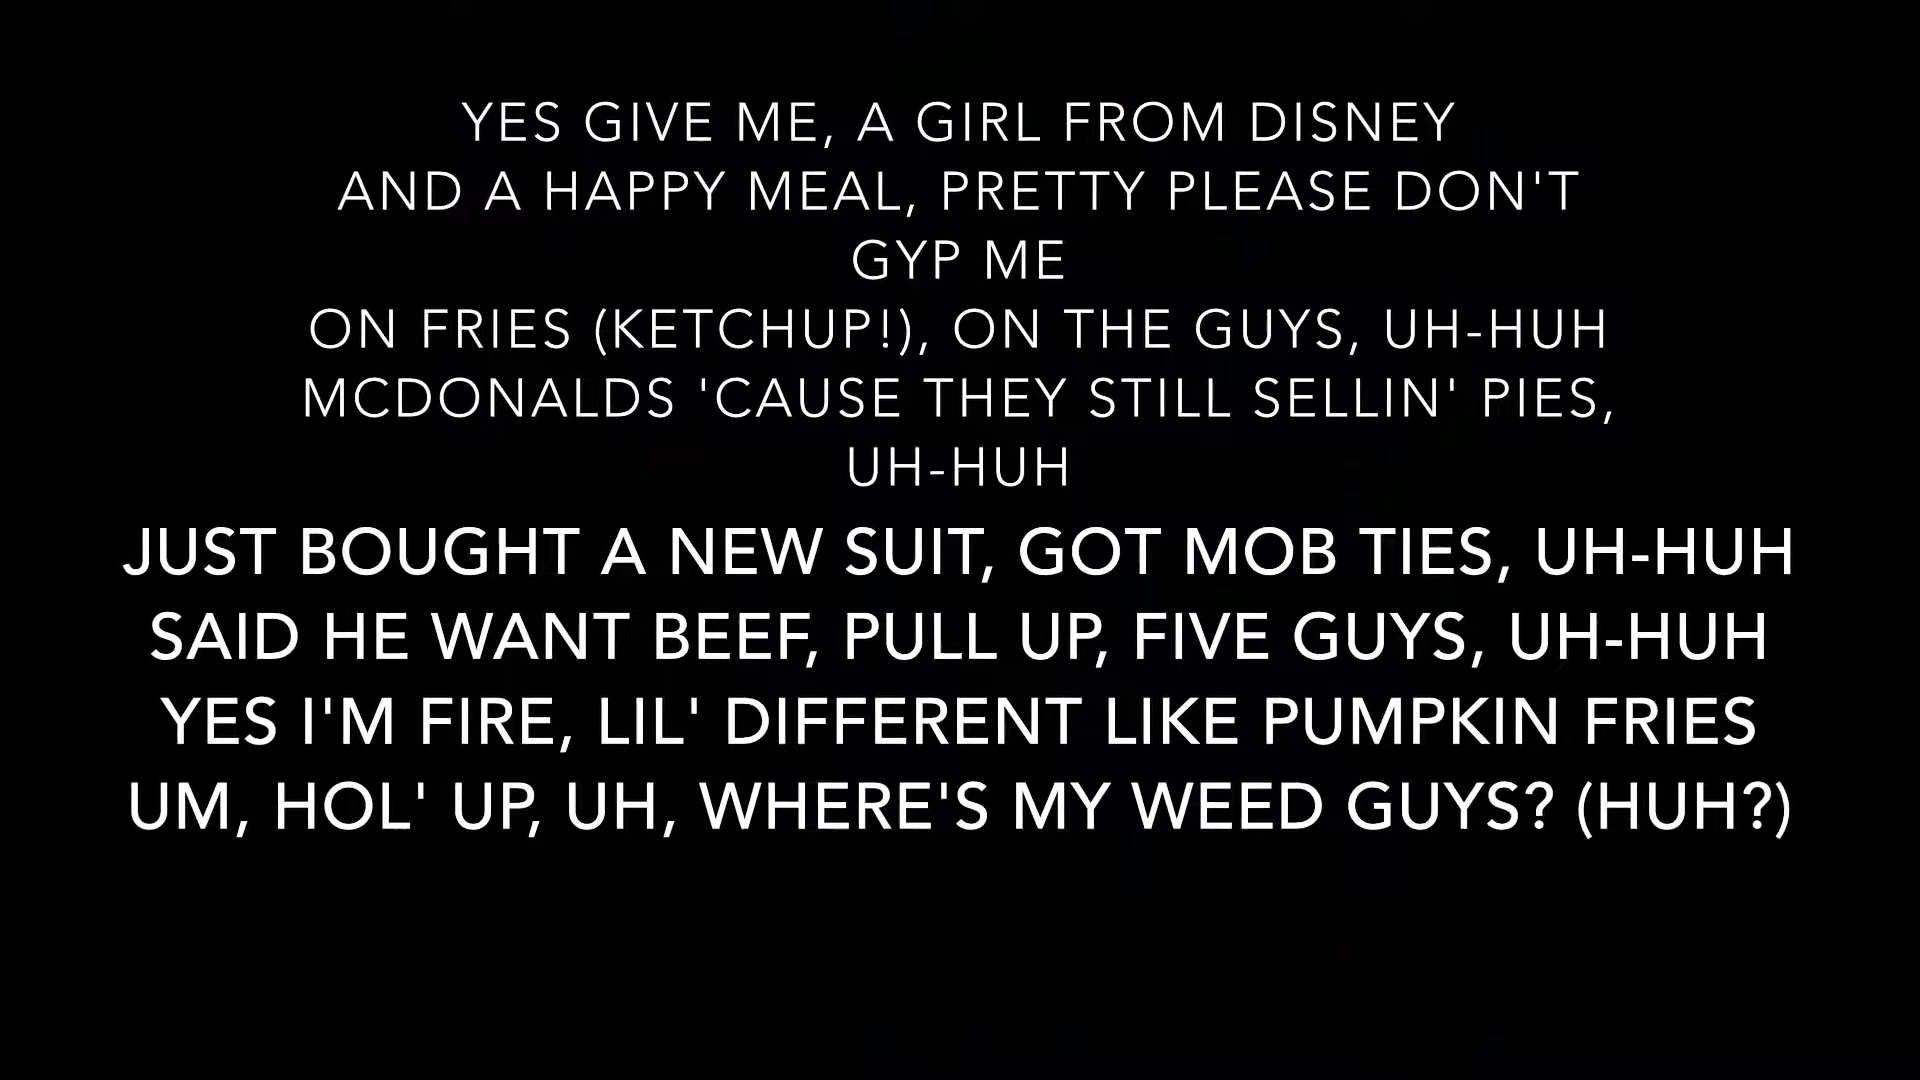 YES GIVE ME, A GIRL FROM DISNEY
AND A HAPPY MEAL, PRETTY PLEASE DON'T
GYP ME
ON FRIES (KETCHUP!), ON THE GUYS, UH-HUH
MCDONALDS 'CAUSE THEY STILL SELLIN' PIES,
UH-HUH
JUST BOUGHT A NEW SUIT, GOT MOB TIES, UH-HUH
SAID HE WANT BEEF, PULL UP, FIVE GUYS, UH-HUH
YES I'M FIRE, LIL' DIFFERENT LIKE PUMPKIN FRIES
UM, HOL' UP, UH, WHERE'S MY WEED GUYS? (HUH?)